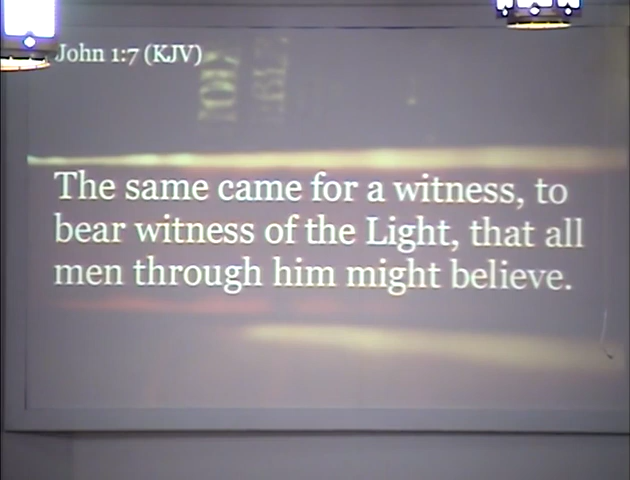 John 1:7 (KJV)
The same came for a witness, to
bear witness of the Light, that all
men through him might believe.